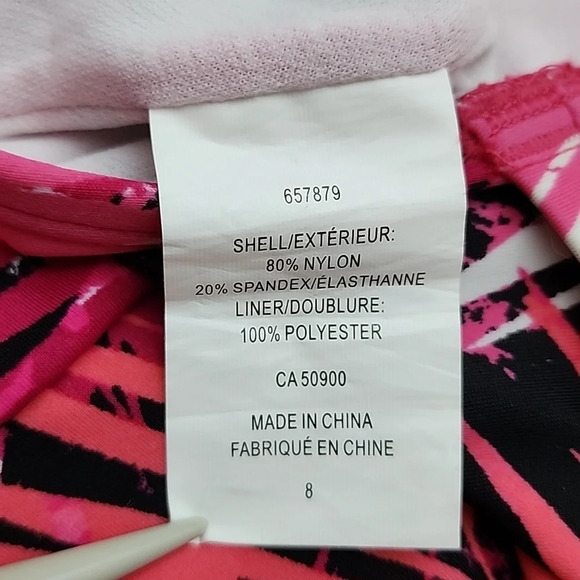 657879
SHELL/EXTÉRIEUR:
80% NYLON
20% SPANDEX/ÉLASTHANNE
LINER/DOUBLURE:
100% POLYESTER
CA 50900
MADE IN CHINA
FABRIQUÉ EN CHINE
8